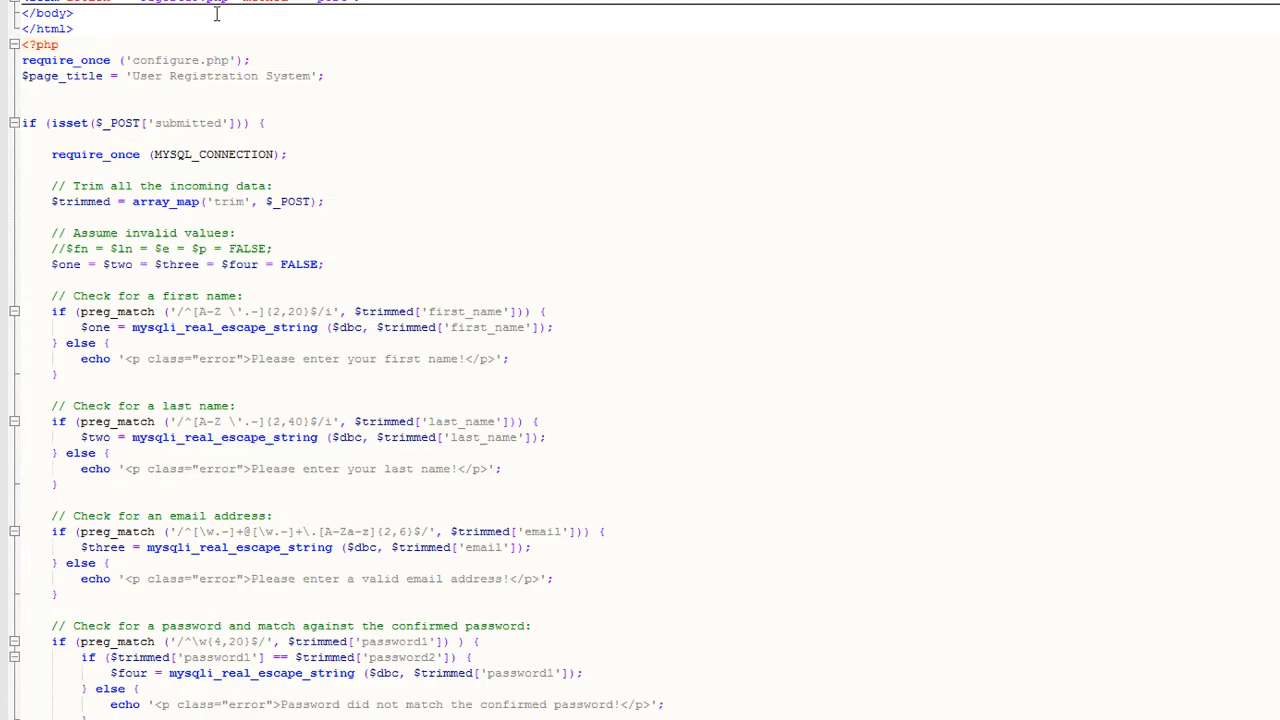 </body>
</html>
<?php
require_once ('configure.php');
$page_title = 'User Registration System';
if (isset($_POST['submitted'])) {
require_once (MYSQL_CONNECTION);
// Trim all the incoming data:
$trimmed = array_map('trim', $_POST);
// Assume invalid values:
//$fn = $ln = $e = $p = FALSE;
$one = $two = $three = $four = FALSE;
// Check for a first name:
if (preg_match ('/^[A-Z \'.-]{2,20}$/i', $trimmed['first_name'])) {
$one = mysqli_real_escape_string ($dbc, $trimmed['first_name']);
} else {
echo '<p class="error">Please enter your first name!</p>';
}
// Check for a last name:
if (preg_match ('/^[A-Z \'.-]{2,40}$/i', $trimmed['last_name'])) {
$two = mysqli_real_escape_string ($dbc, $trimmed['last_name']);
} else {
echo '<p class="error">Please enter your last name!</p>';
}
// Check for an email address:
if (preg_match ('/^[\w.-]+@[\w.-]+\.[A-Za-z]{2,6}$/', $trimmed['email'])) {
$three = mysqli_real_escape_string ($dbc, $trimmed['email']);
} else {
echo '<p class="error">Please enter a valid email address!</p>';
}
// Check for a password and match against the confirmed password:
if (preg_match ('/^\w{4,20}$/', $trimmed['password1']) ) {
if ($trimmed['password1'] == $trimmed['password2']) {
$four = mysqli_real_escape_string ($dbc, $trimmed['password1']);
} else {
echo '<p class="error">Password did not match the confirmed password!</p>';